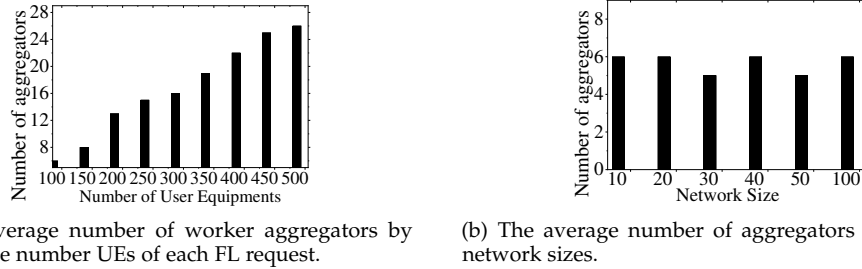 Number of aggregators
28
24
20
16
12
8
100 150 200 250 300 350 400 450 500
Number of User Equipments
verage number of worker aggregators by
e number UEs of each FL request.
Number of aggregators
8
6
4
2
0
10 20 30 40 50 100
Network Size
(b) The average number of aggregators
network sizes.